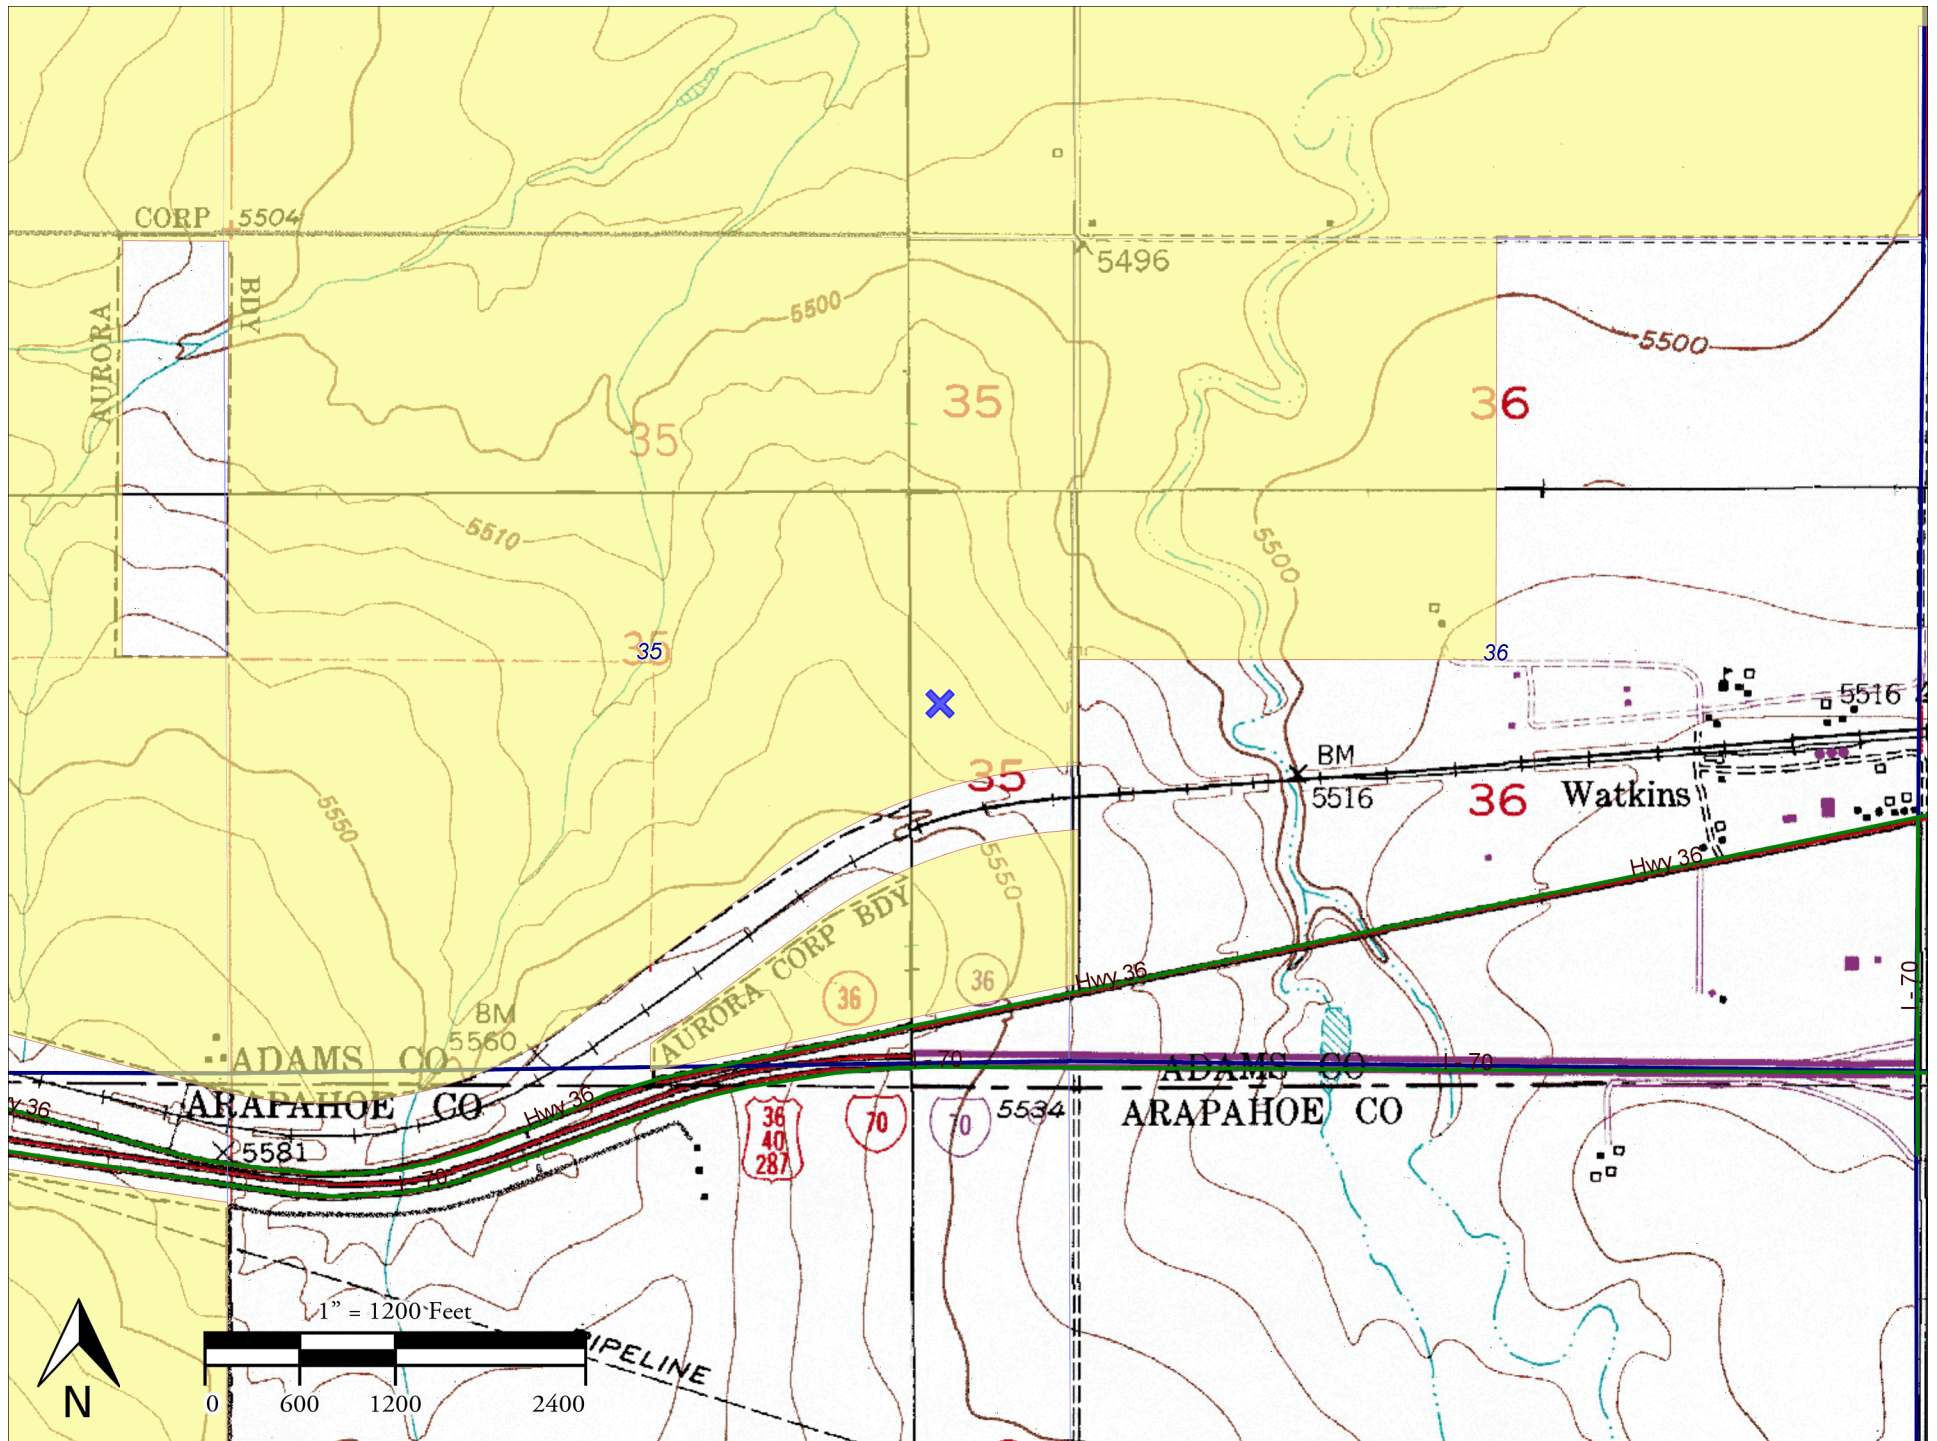 CORP
5504
5496
BDY
AURORA
5500
5500
35
36
35
5510
5500
35
35
36
5516
BM
5516
35
36
Watkins
5550
5550
Hwy 36
AURORA CORP BDY
Hwy 36
36
36
I-70
BM
5560
ADAMS CO
70
ADAMS CO
I-70
ARAPAHOE CO
Hwy 36
y 36
5534
ARAPAHOE CO
36
40
287
70
70
5581
70
1” = 1200 Feet
PIPELINE
N
0 600 1200 2400